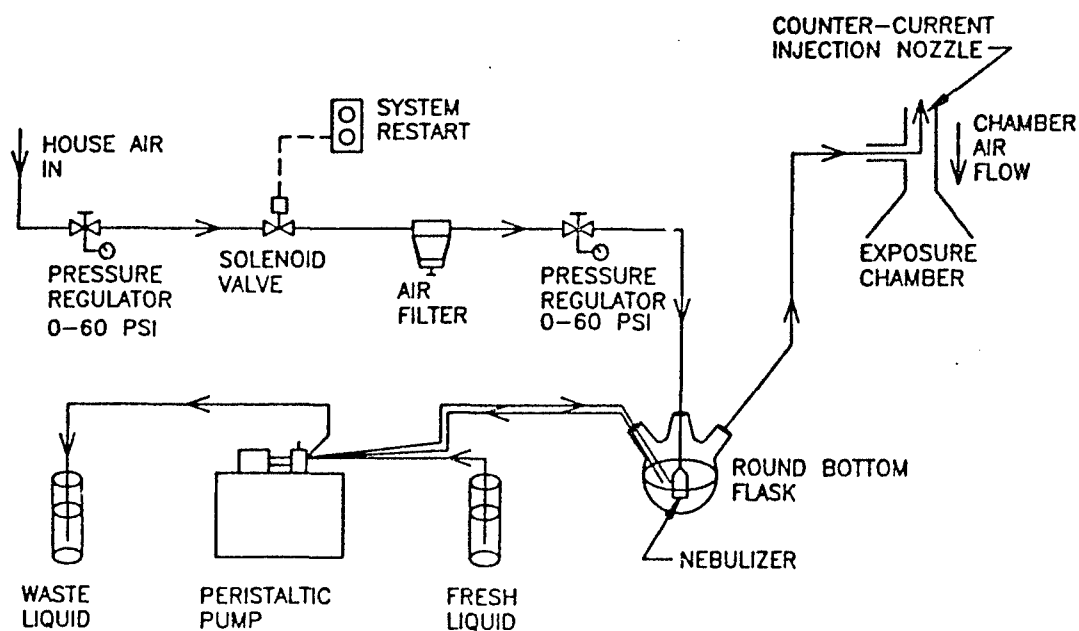 COUNTER-CURRENT
INJECTION NOZZLE
SYSTEM
RESTART
HOUSE AIR
IN
CHAMBER
AIR
FLOW
SOLENOID
VALVE
PRESSURE
REGULATOR
0-60 PSI
AIR
FILTER
PRESSURE
REGULATOR
0-60 PSI
EXPOSURE
CHAMBER
ROUND BOTTOM
FLASK
NEBULIZER
WASTE
LIQUID
PERISTALTIC
PUMP
FRESH
LIQUID